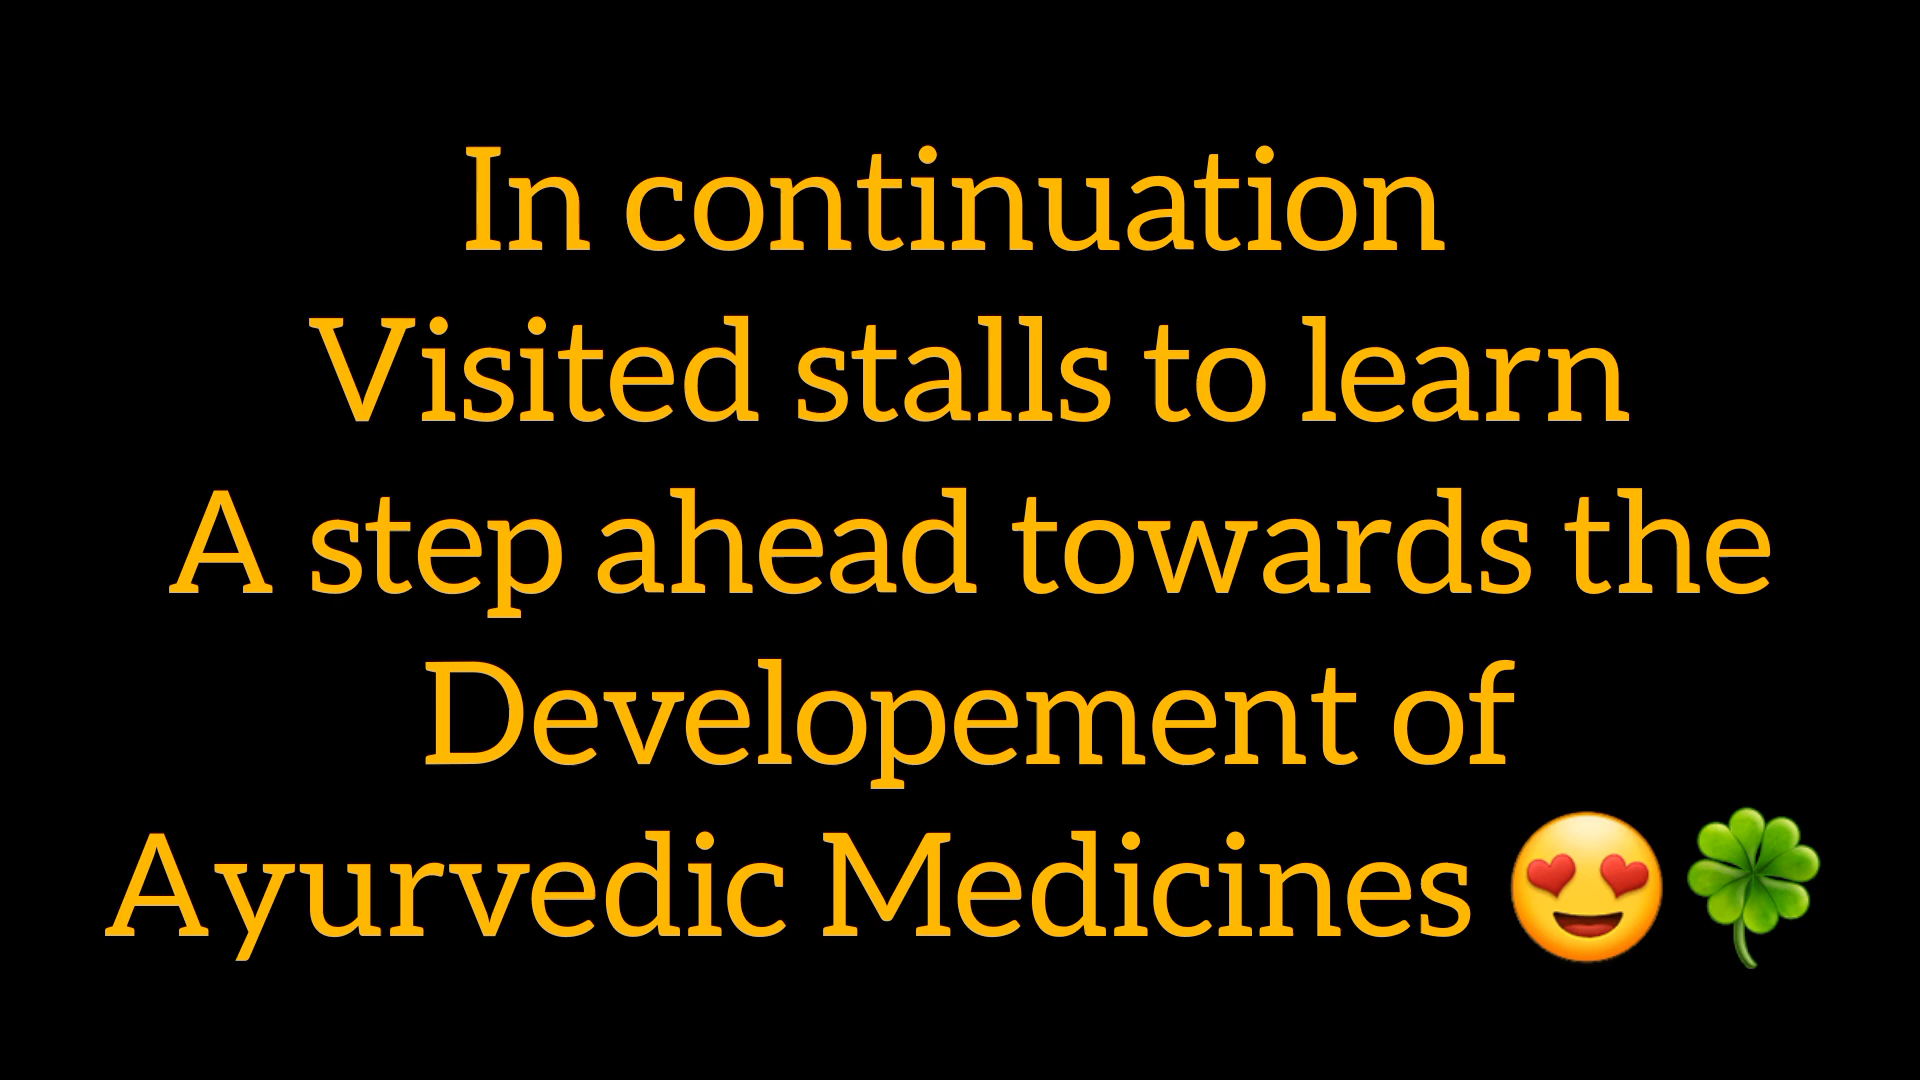 In continuation
Visited stalls to learn
A step ahead towards the
Developement of
Ayurvedic Medicines 😍🍀